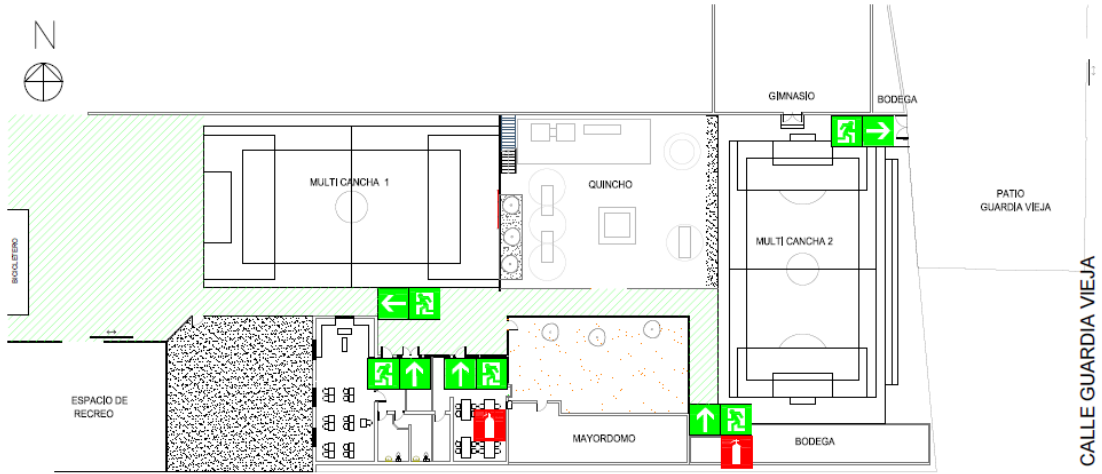 N
GIMNASIO
BODEGA
MULTI CANCHA 1
QUINCHO
PATIO
GUARDIA VIEJA
MULTI CANCHA 2
BICICLETERO
CALLE GUARDIA VIEJA
ESPACIO DE
RECREO
MAYORDOMO
BODEGA